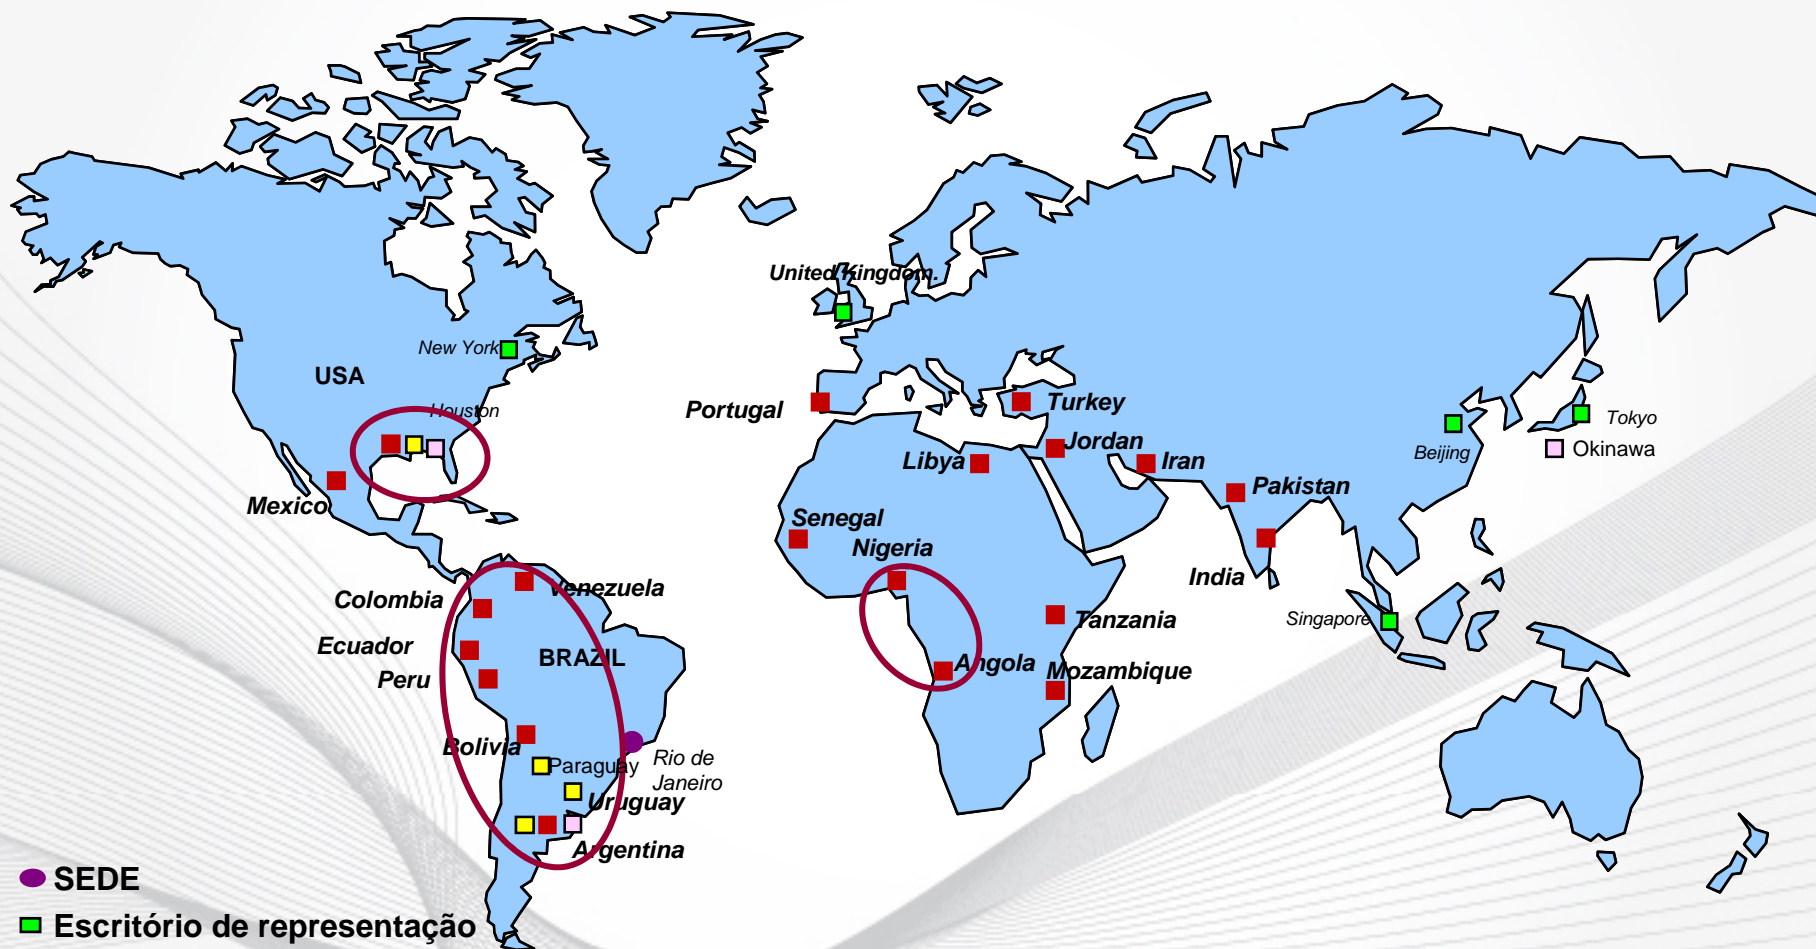 United Kingdom.
New York
USA
Houston
Portugal
Turkey
Tokyo
Jordan
Beijing
Okinawa
Libya
Iran
Mexico
Pakistan
Senegal
Nigeria
India
Venezuela
Colombia
Singapore
Tanzania
Ecuador
BRAZIL
Angola
Mozambique
Peru
Bolivia
Paraguay
Rio de
Janeiro
Uruguay
Argentina
SEDE
Escritório de representação